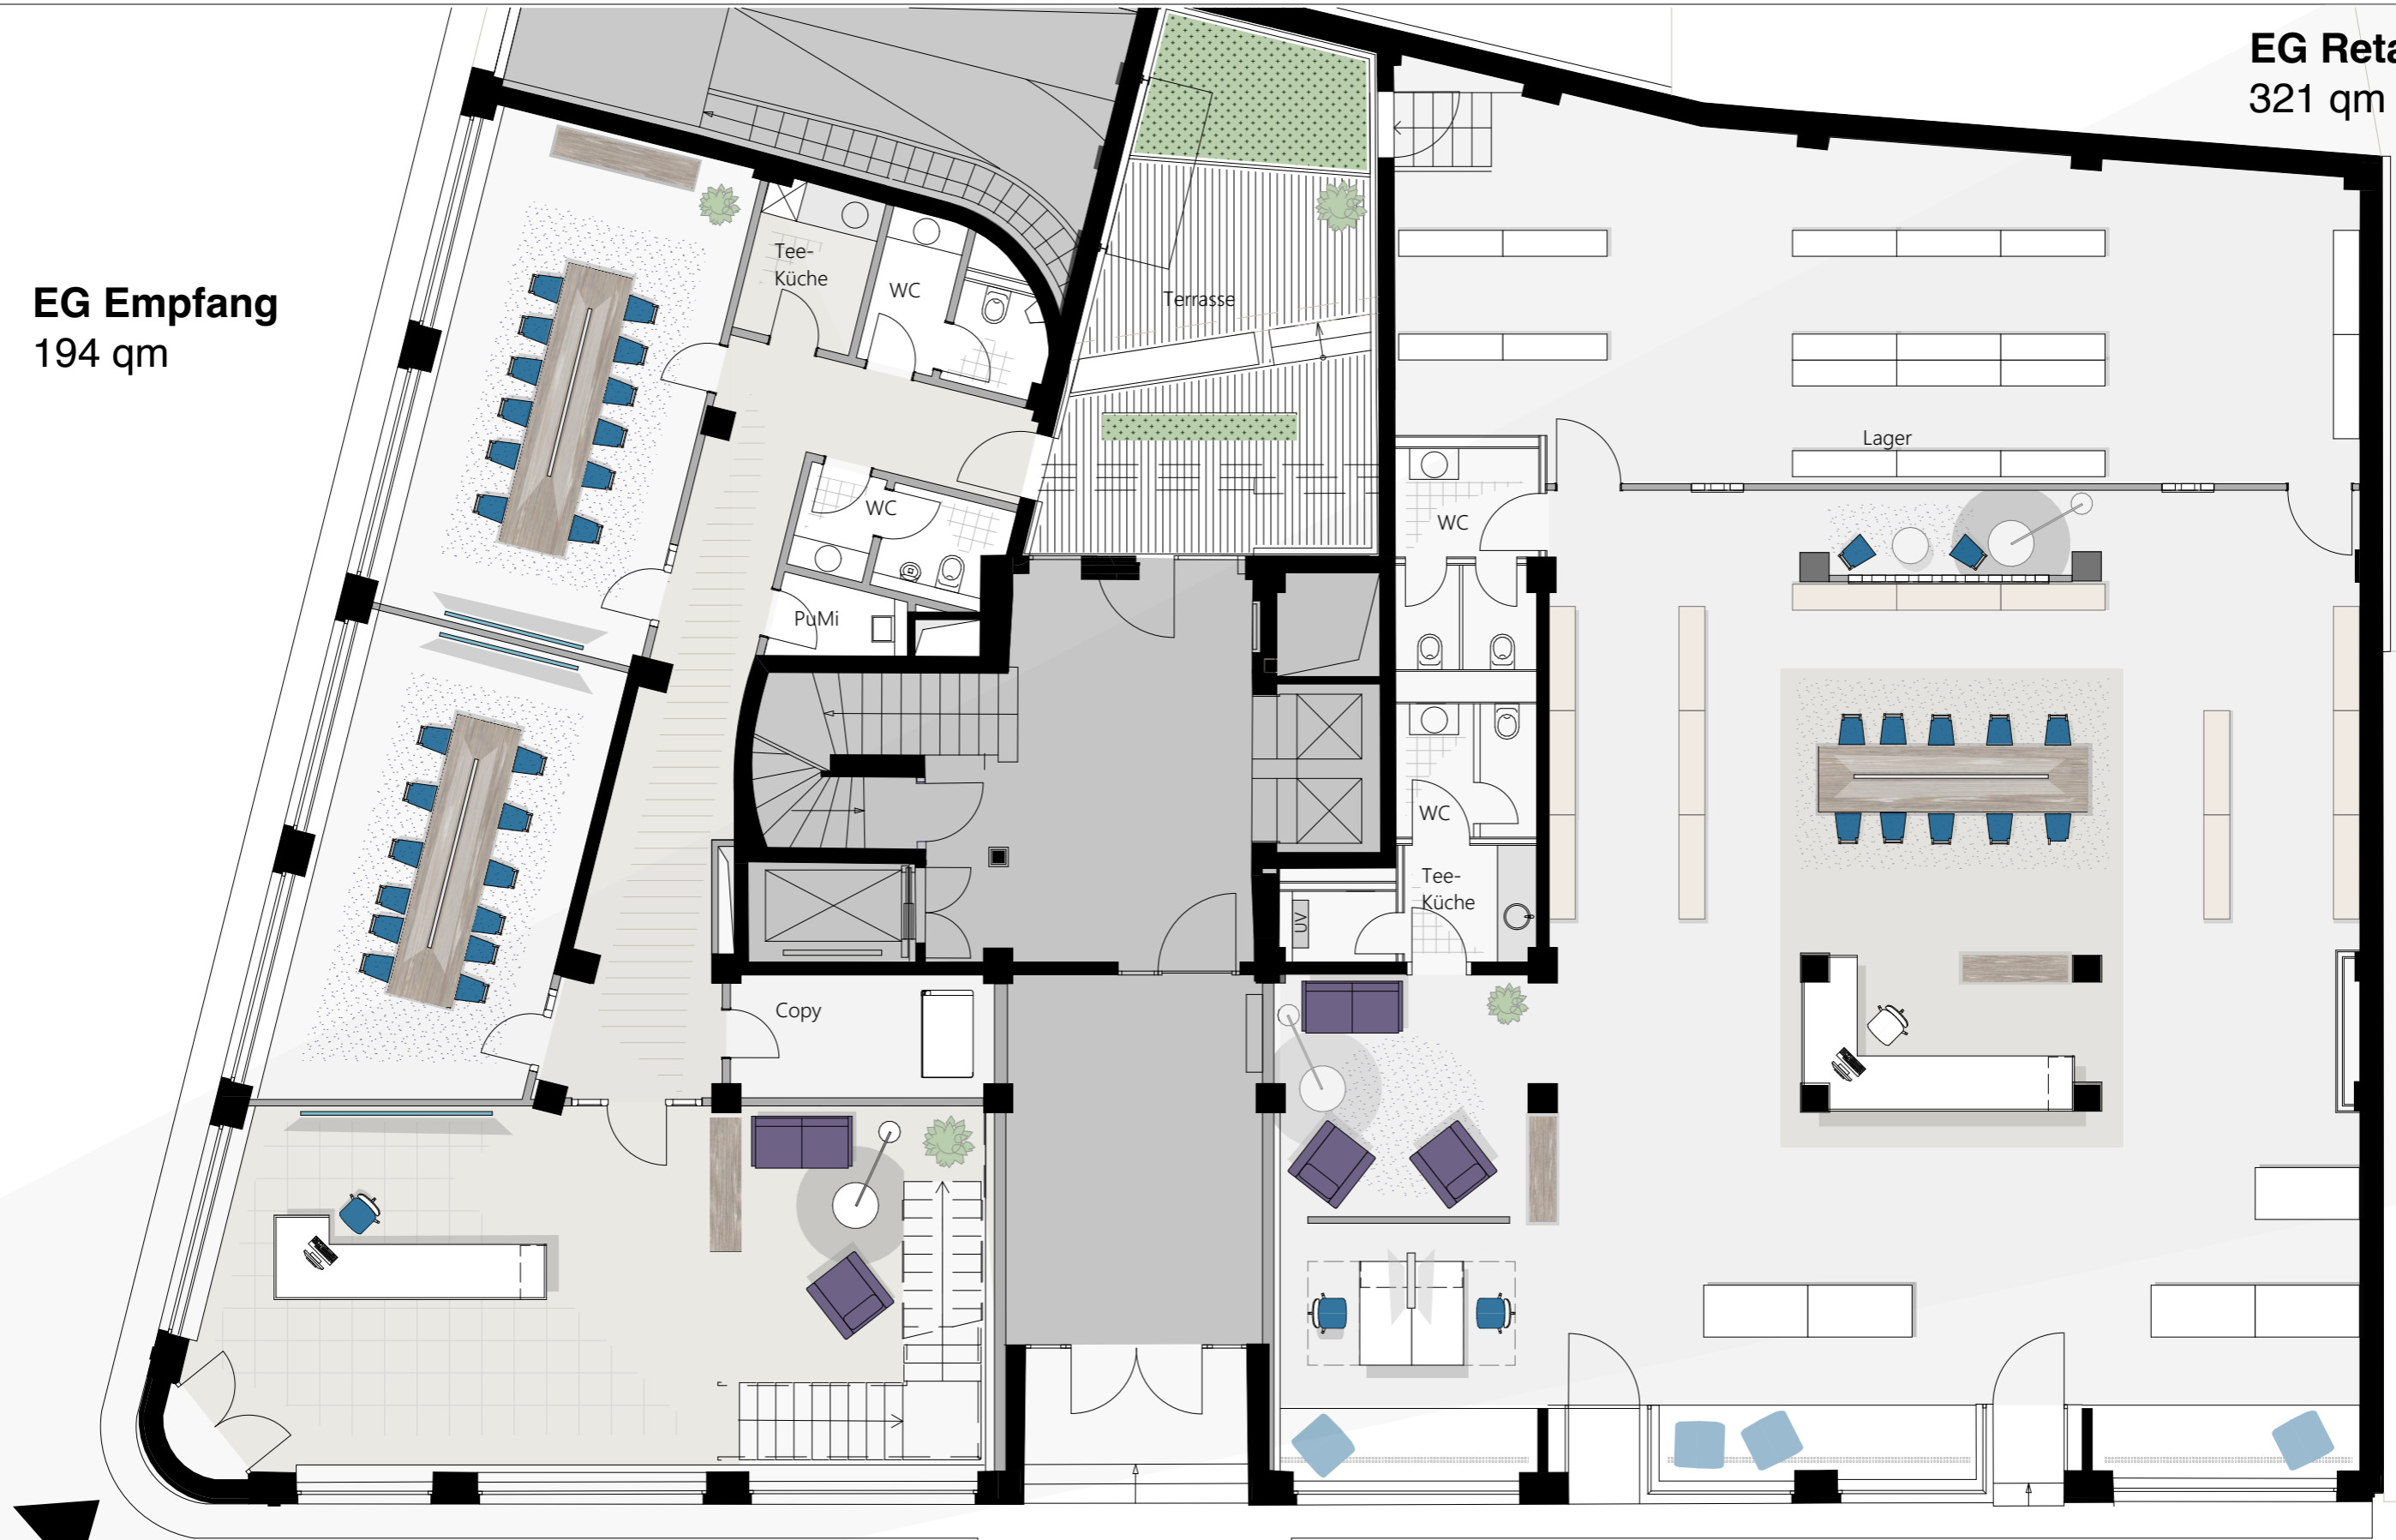 EG Reta
321 qm
EG Empfang
194 qm
Tee-
Küche
WC
Terrasse
Lager
WC
WC
PuMi
WC
Tee-
Küche
UV
Copy